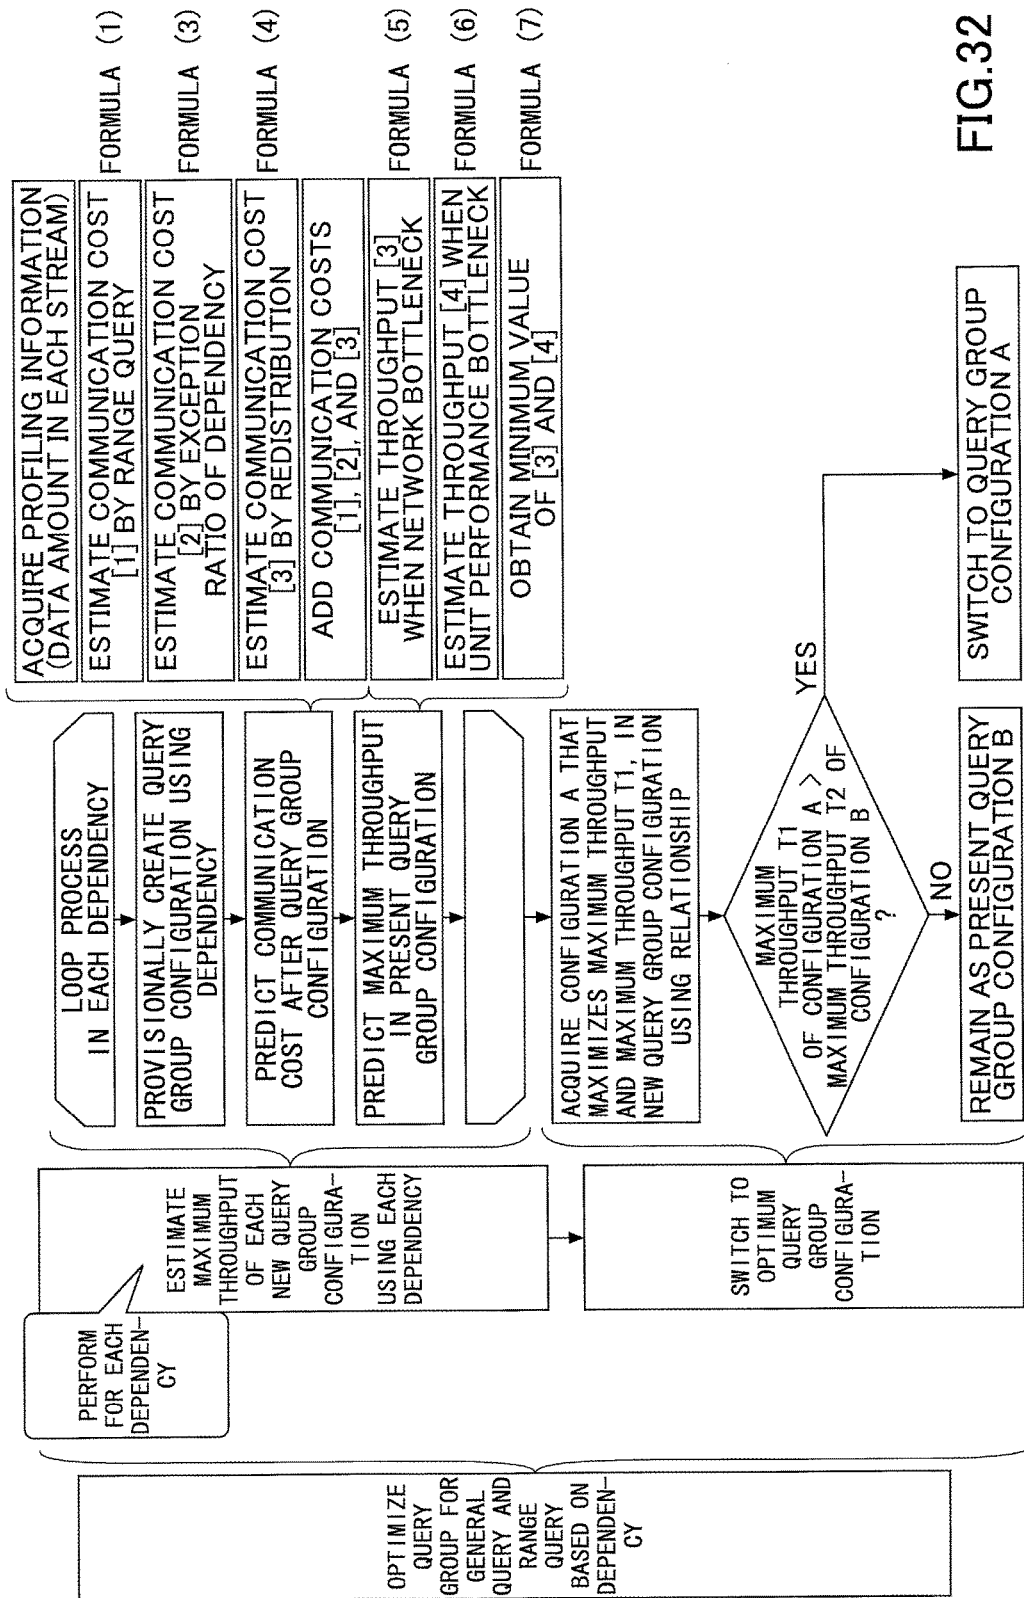 OPTIMIZE
QUERY
GROUP FOR
GENERAL
QUERY AND
RANGE
QUERY
BASED ON
DEPENDEN-
CY
PERFORM
FOR EACH
DEPENDEN-
CY
ESTIMATE
MAXIMUM
THROUGHPUT
OF EACH
NEW QUERY
GROUP
CONFIGURA-
TION
USING EACH
DEPENDENCY
SWITCH TO
OPTIMUM
QUERY
GROUP
CONFIGURA-
TION
LOOP PROCESS
IN EACH DEPENDENCY
PROVISIONALLY CREATE QUERY
GROUP CONFIGURATION USING
DEPENDENCY
PREDICT COMMUNICATION
COST AFTER QUERY GROUP
CONFIGURATION
PREDICT MAXIMUM THROUGHPUT
IN PRESENT QUERY
GROUP CONFIGURATION
ACQUIRE CONFIGURATION A THAT
MAXIMIZES MAXIMUM THROUGHPUT
AND MAXIMUM THROUGHPUT T1, IN
NEW QUERY GROUP CONFIGURATION
USING RELATIONSHIP
MAXIMUM
THROUGHPUT T1
OF CONFIGURATION A >
MAXIMUM THROUGHPUT T2 OF
CONFIGURATION B
?
YES
NO
REMAIN AS PRESENT QUERY
GROUP CONFIGURATION B
SWITCH TO QUERY GROUP
CONFIGURATION A
ACQUIRE PROFILING INFORMATION
(DATA AMOUNT IN EACH STREAM)
ESTIMATE COMMUNICATION COST
[1] BY RANGE QUERY
FORMULA (1)
ESTIMATE COMMUNICATION COST
[2] BY EXCEPTION
RATIO OF DEPENDENCY
FORMULA (3)
ESTIMATE COMMUNICATION COST
[3] BY REDISTRIBUTION
FORMULA (4)
ADD COMMUNICATION COSTS
[1], [2], AND [3]
ESTIMATE THROUGHPUT [3]
WHEN NETWORK BOTTLENECK
FORMULA (5)
ESTIMATE THROUGHPUT [4] WHEN
UNIT PERFORMANCE BOTTLENECK
FORMULA (6)
OBTAIN MINIMUM VALUE
OF [3] AND [4]
FORMULA (7)
FIG.32